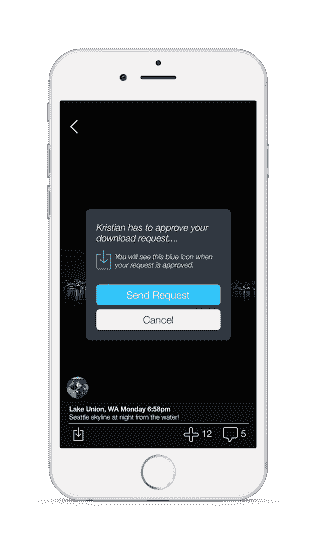 Kristian has to approve your
download request....
You will see this blue icon when
your request is approved.
Send Request
Cancel
Lake Union, WA Monday 6:58pm
Seattle skyline at night from the water!
12
5